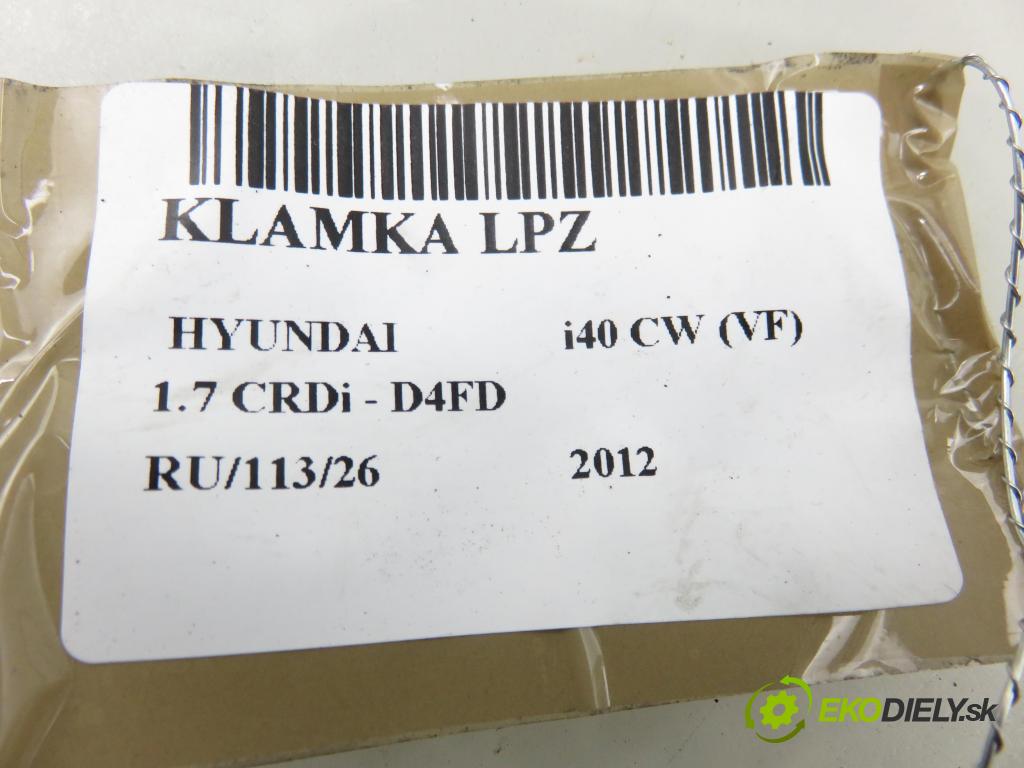 KLAMKA LPZ
HYUNDAI i40 CW (VF)
1.7 CRDi - D4FD
RU/113/26 2012
EKODIELY.sk